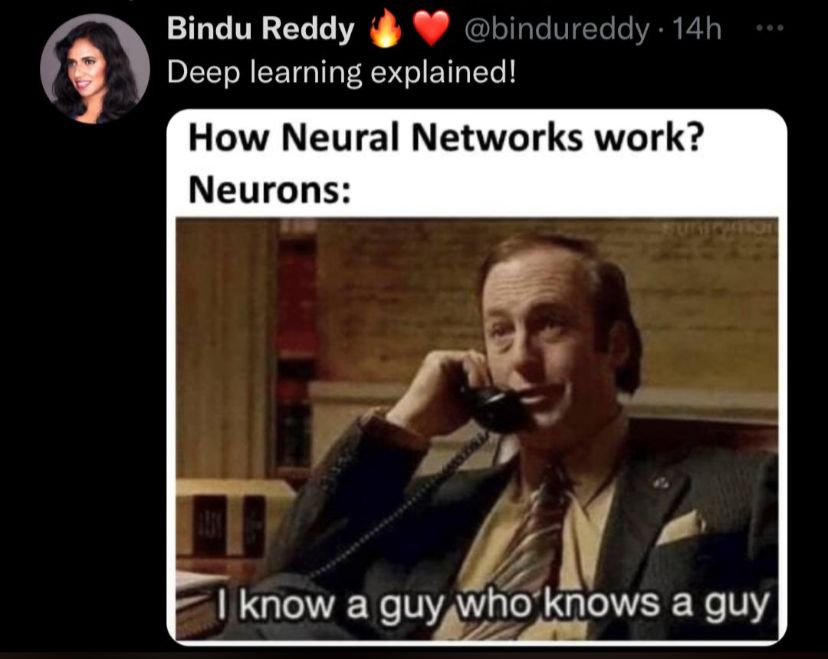 Bindu Reddy 🔥❤️ @bindureddy · 14h ...
Deep learning explained!
How Neural Networks work?
Neurons:
I know a guy who knows a guy